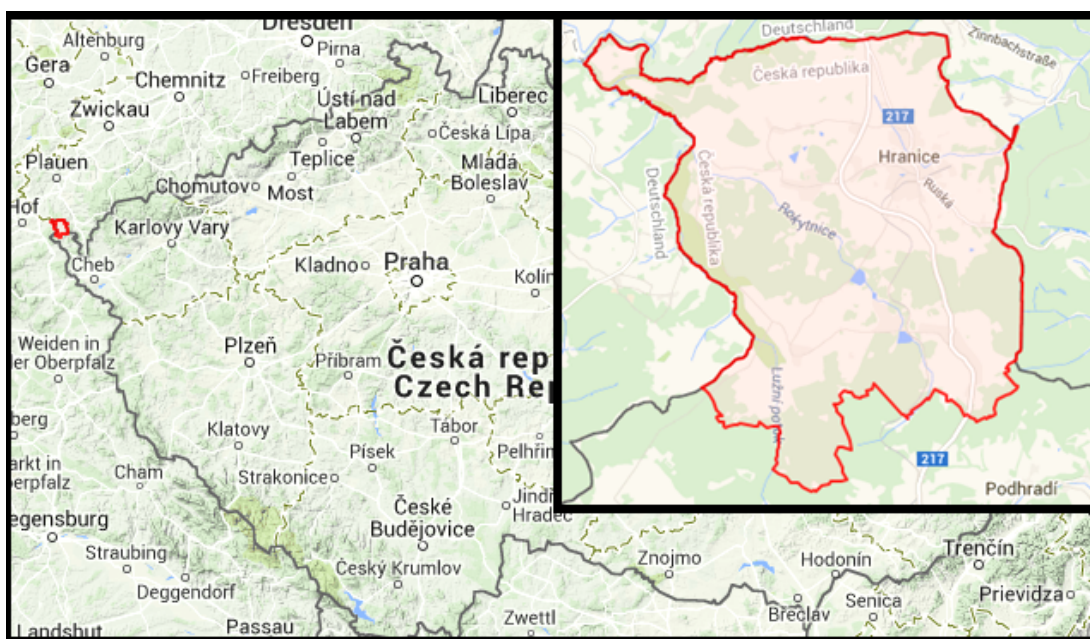 Dresden
Altenburg
Pirna
Gera
Chemnitz
Freiberg
Zwickau
Ústí nad
Labem
Liberec
Česká Lípa
Teplice
Plauen
Mladá
Boleslav
Chomutov
Most
Hof
Karlovy Vary
Cheb
Kladno
Praha
Kolín
Weiden in
der Oberpfalz
Plzeň
Příbram
Česká rep
Czech Rep
Tábor
Klatovy
Písek
Pelhřin
Cham
Strakonice
Jindř
Hradec
České
Budějovice
Straubing
Český Krumlov
Deggendorf
Znojmo
Hodonín
Trenčín
Prievidza
Břeclav
Senica
Zwettl
Landshut
Passau
Deutschland
Zinnbachstraße
Česká republika
217
Hranice
Ruská
Česká republika
Deutschland
Rokytnice
Lužní potok
217
Podhradí